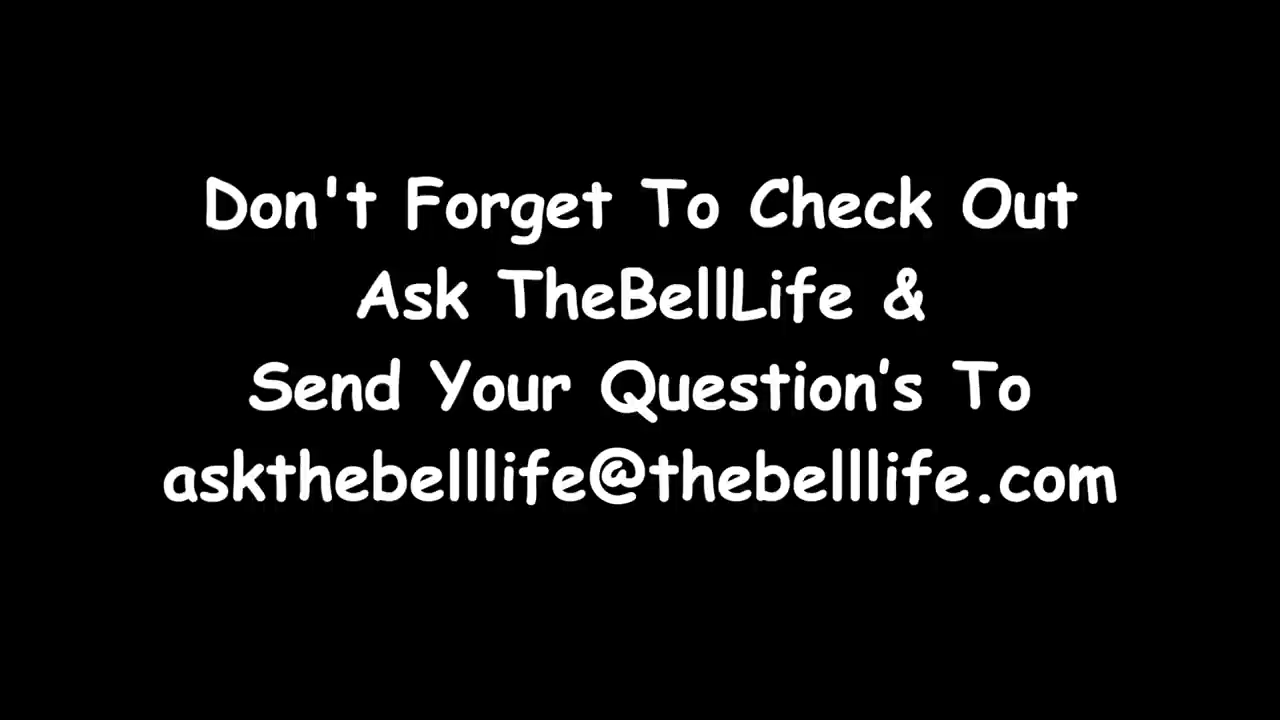 Don't Forget To Check Out
Ask TheBellLife &
Send Your Question's To
askthebelllife@thebelllife.com